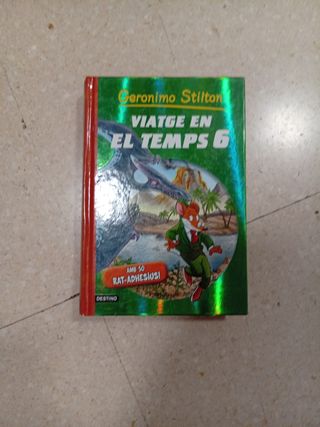 Geronimo Stilton
VIATGE EN
EL TEMPS 6
AMB 50
RAT-ADHESIUS!
DESTINO